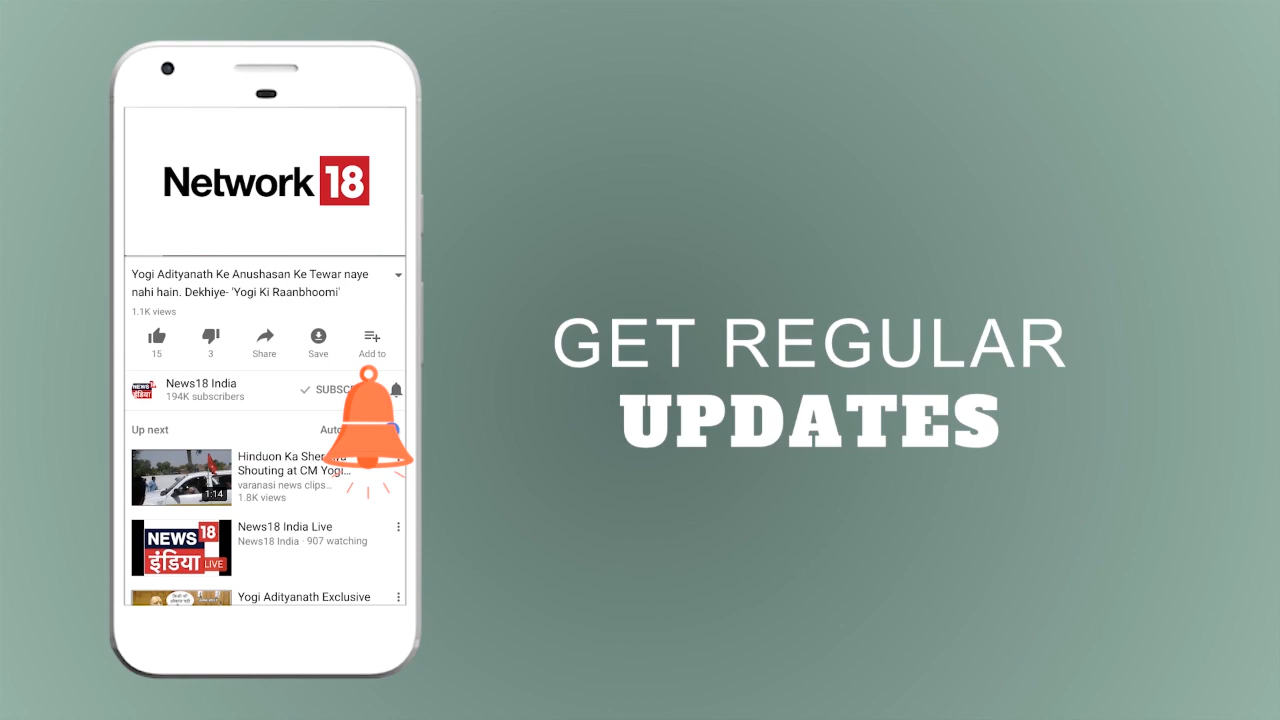 Network 18
Yogi Adityanath Ke Anushasan Ke Tewar naye
nahi hain. Dekhiye- 'Yogi Ki Raanbhoomi'
1.1K views
15
3
Share
Save
Add to
News18 India
194K subscribers
SUBSC
Up next
Auto
Hinduon Ka She
Shouting at CM Yogi...
varanasi news clips...
1.8K views
1:14
News18 India Live
News18 India · 907 watching
NEWS 18
इंडिया LIVE
Yogi Adityanath Exclusive
GET REGULAR
UPDATES